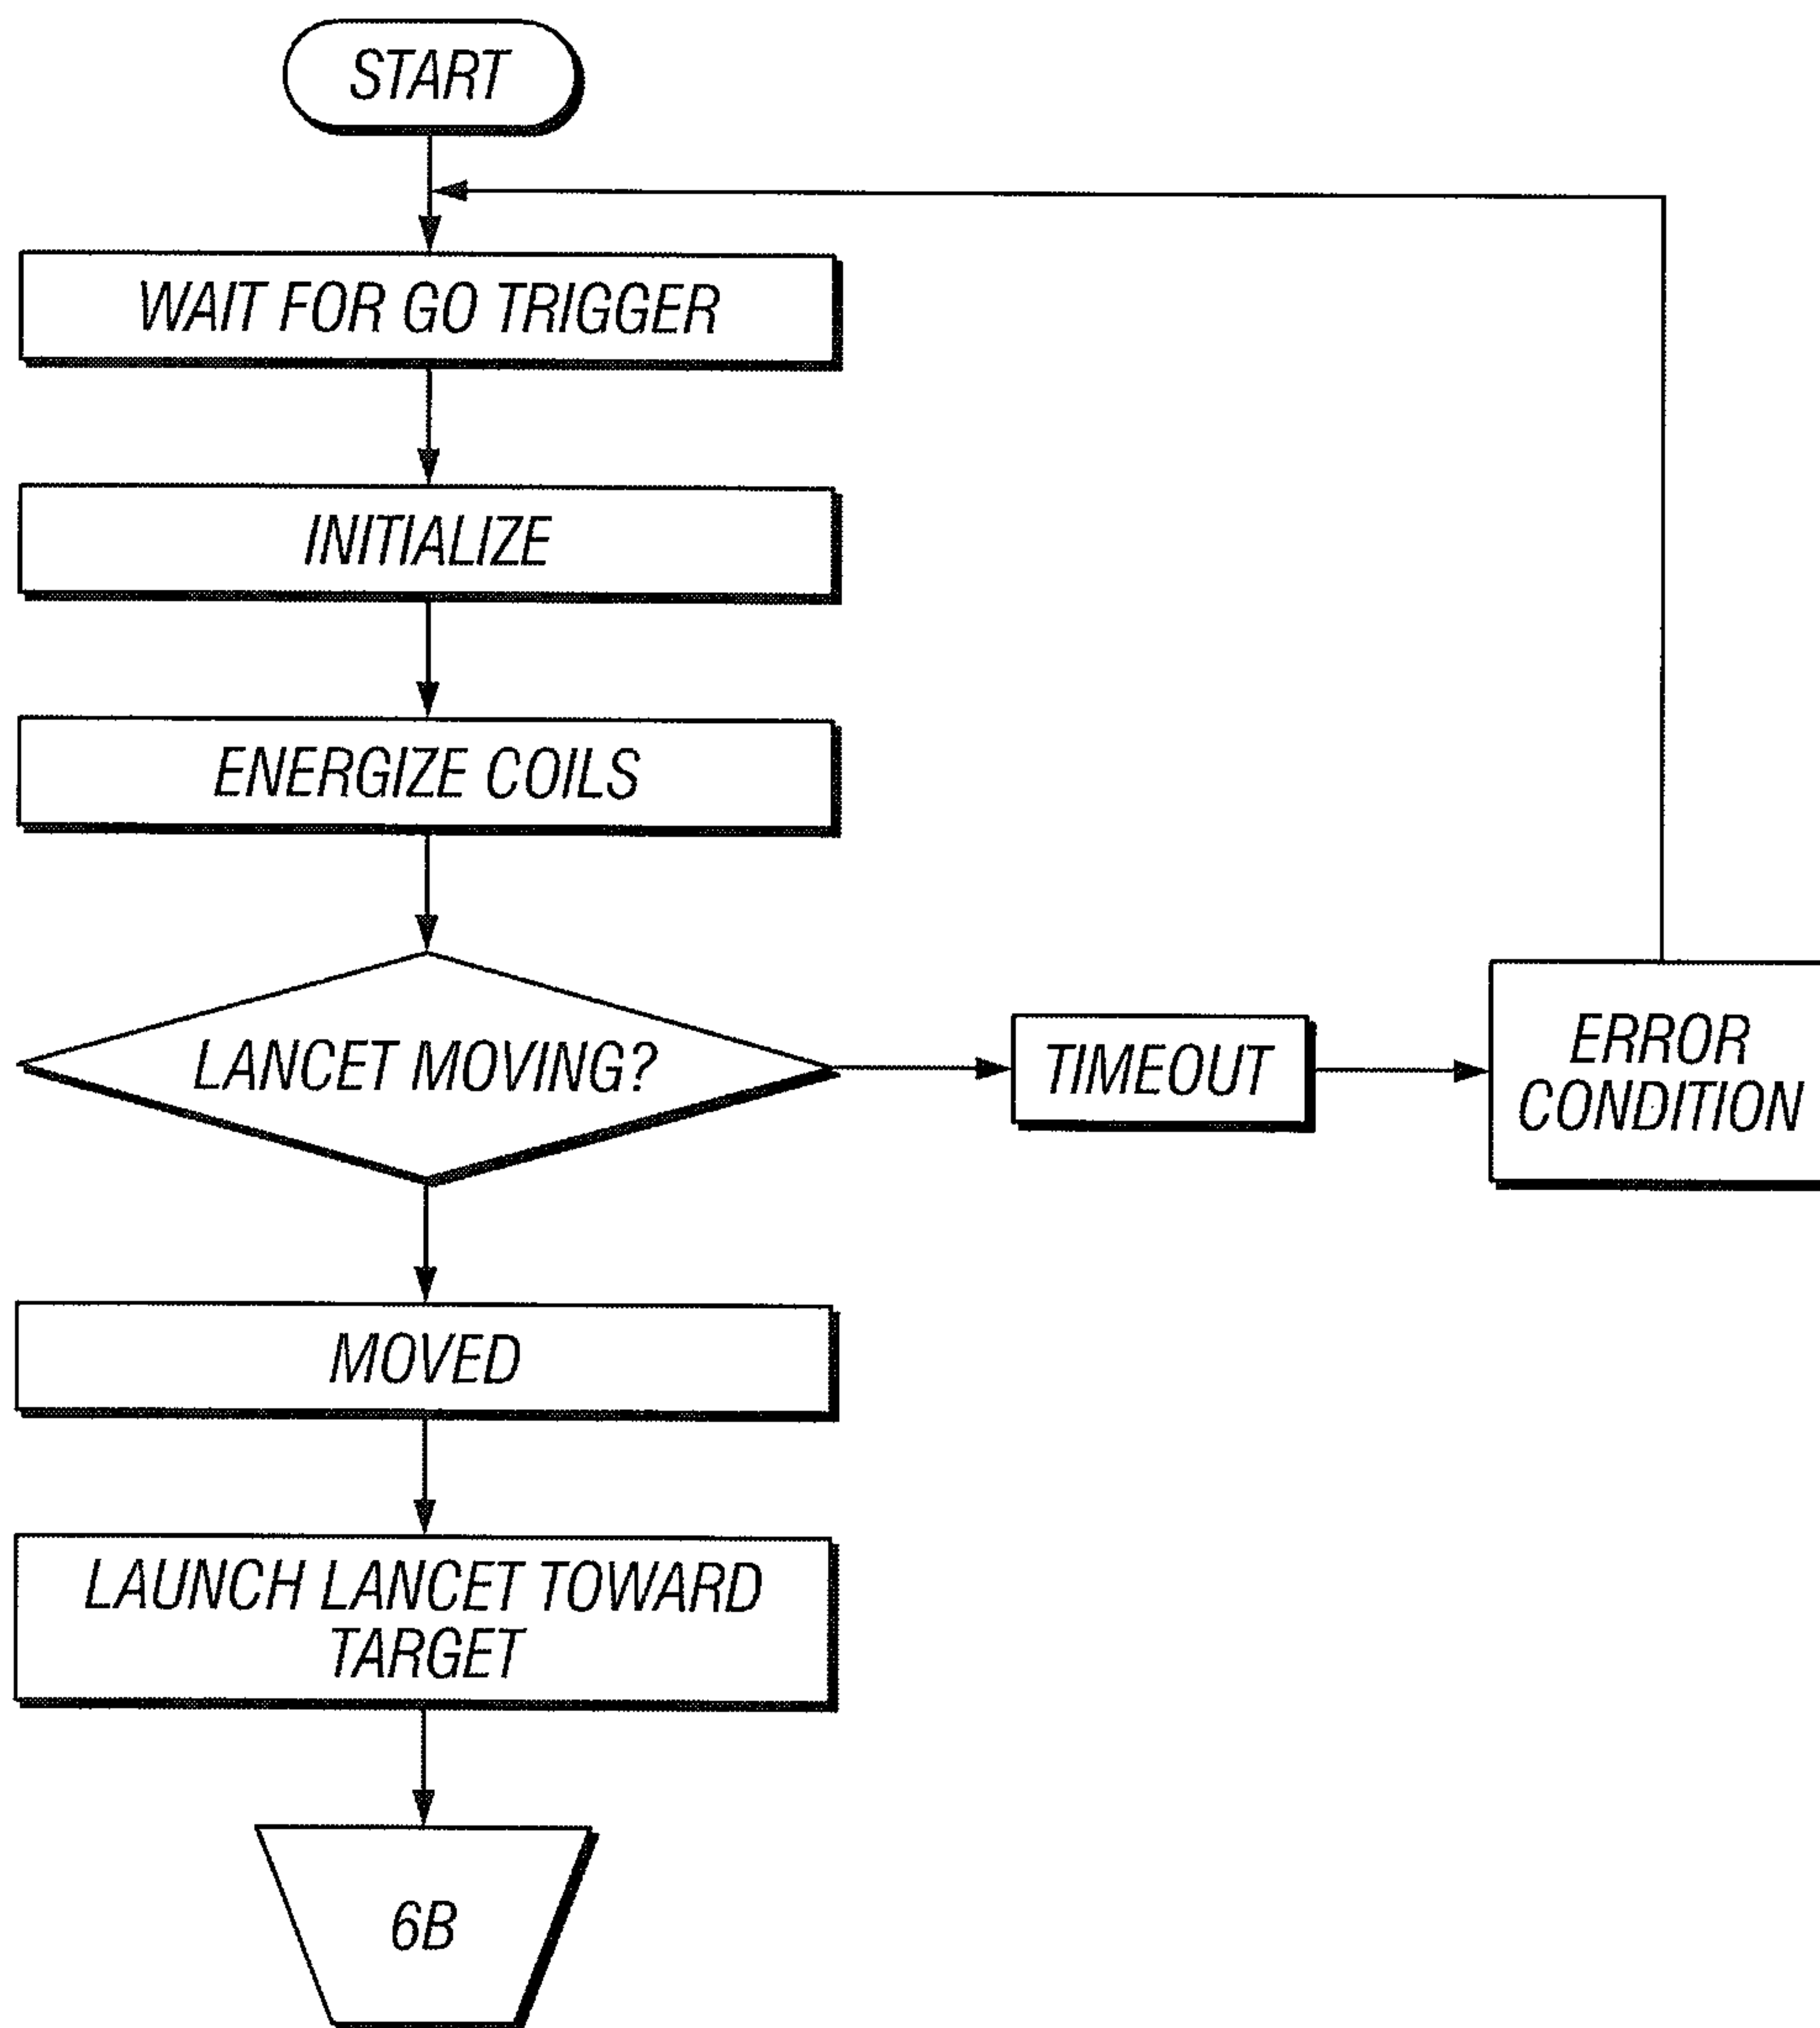 START
WAIT FOR GO TRIGGER
INITIALIZE
ENERGIZE COILS
LANCET MOVING?
TIMEOUT
ERROR
CONDITION
MOVED
LAUNCH LANCET TOWARD
TARGET
6B